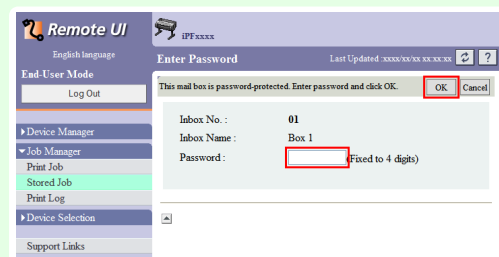 Remote UI
English language
End-User Mode
Log Out
Device Manager
Job Manager
Print Job
Stored Job
Print Log
Device Selection
Support Links
iPFxxxx
Enter Password
Last Updated :xxxx/xx/xx xx:xx:xx
?
This mail box is password-protected. Enter password and click OK.
OK
Cancel
Inbox No. : 01
Inbox Name : Box 1
Password : (Fixed to 4 digits)